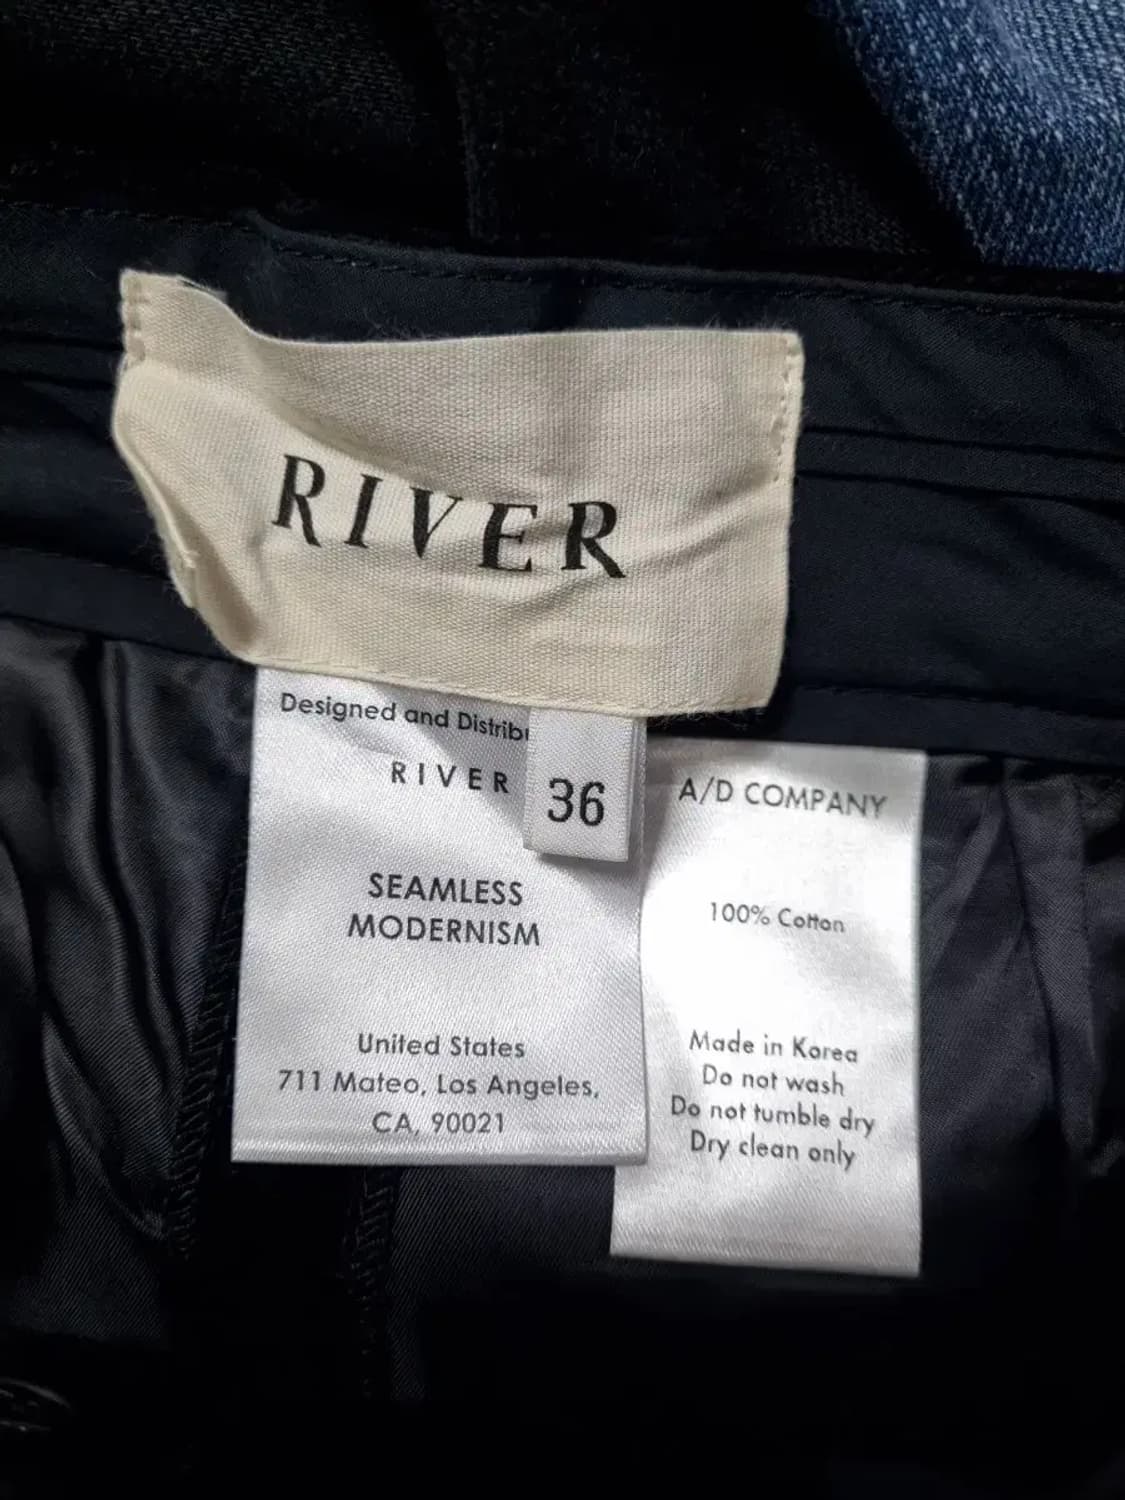 RIVER
Designed and
RIVER
36
SEAMLESS
MODERNISM
United States
711 Mateo, Los Angeles,
CA, 90021
A/D COMPANY
100% Cotton
Made in Korea
Do not wash
Do not tumble dry
Dry clean only